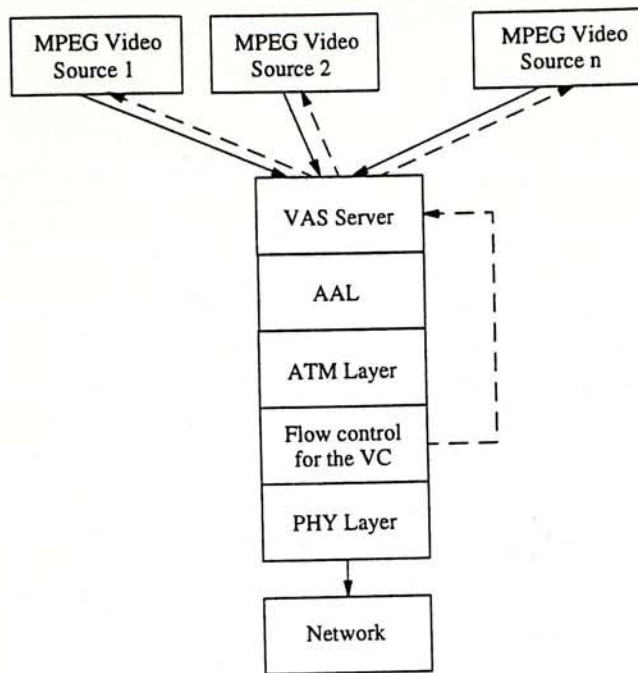 MPEG Video
Source 1
MPEG Video
Source 2
MPEG Video
Source n
VAS Server
AAL
ATM Layer
Flow control
for the VC
PHY Layer
Network